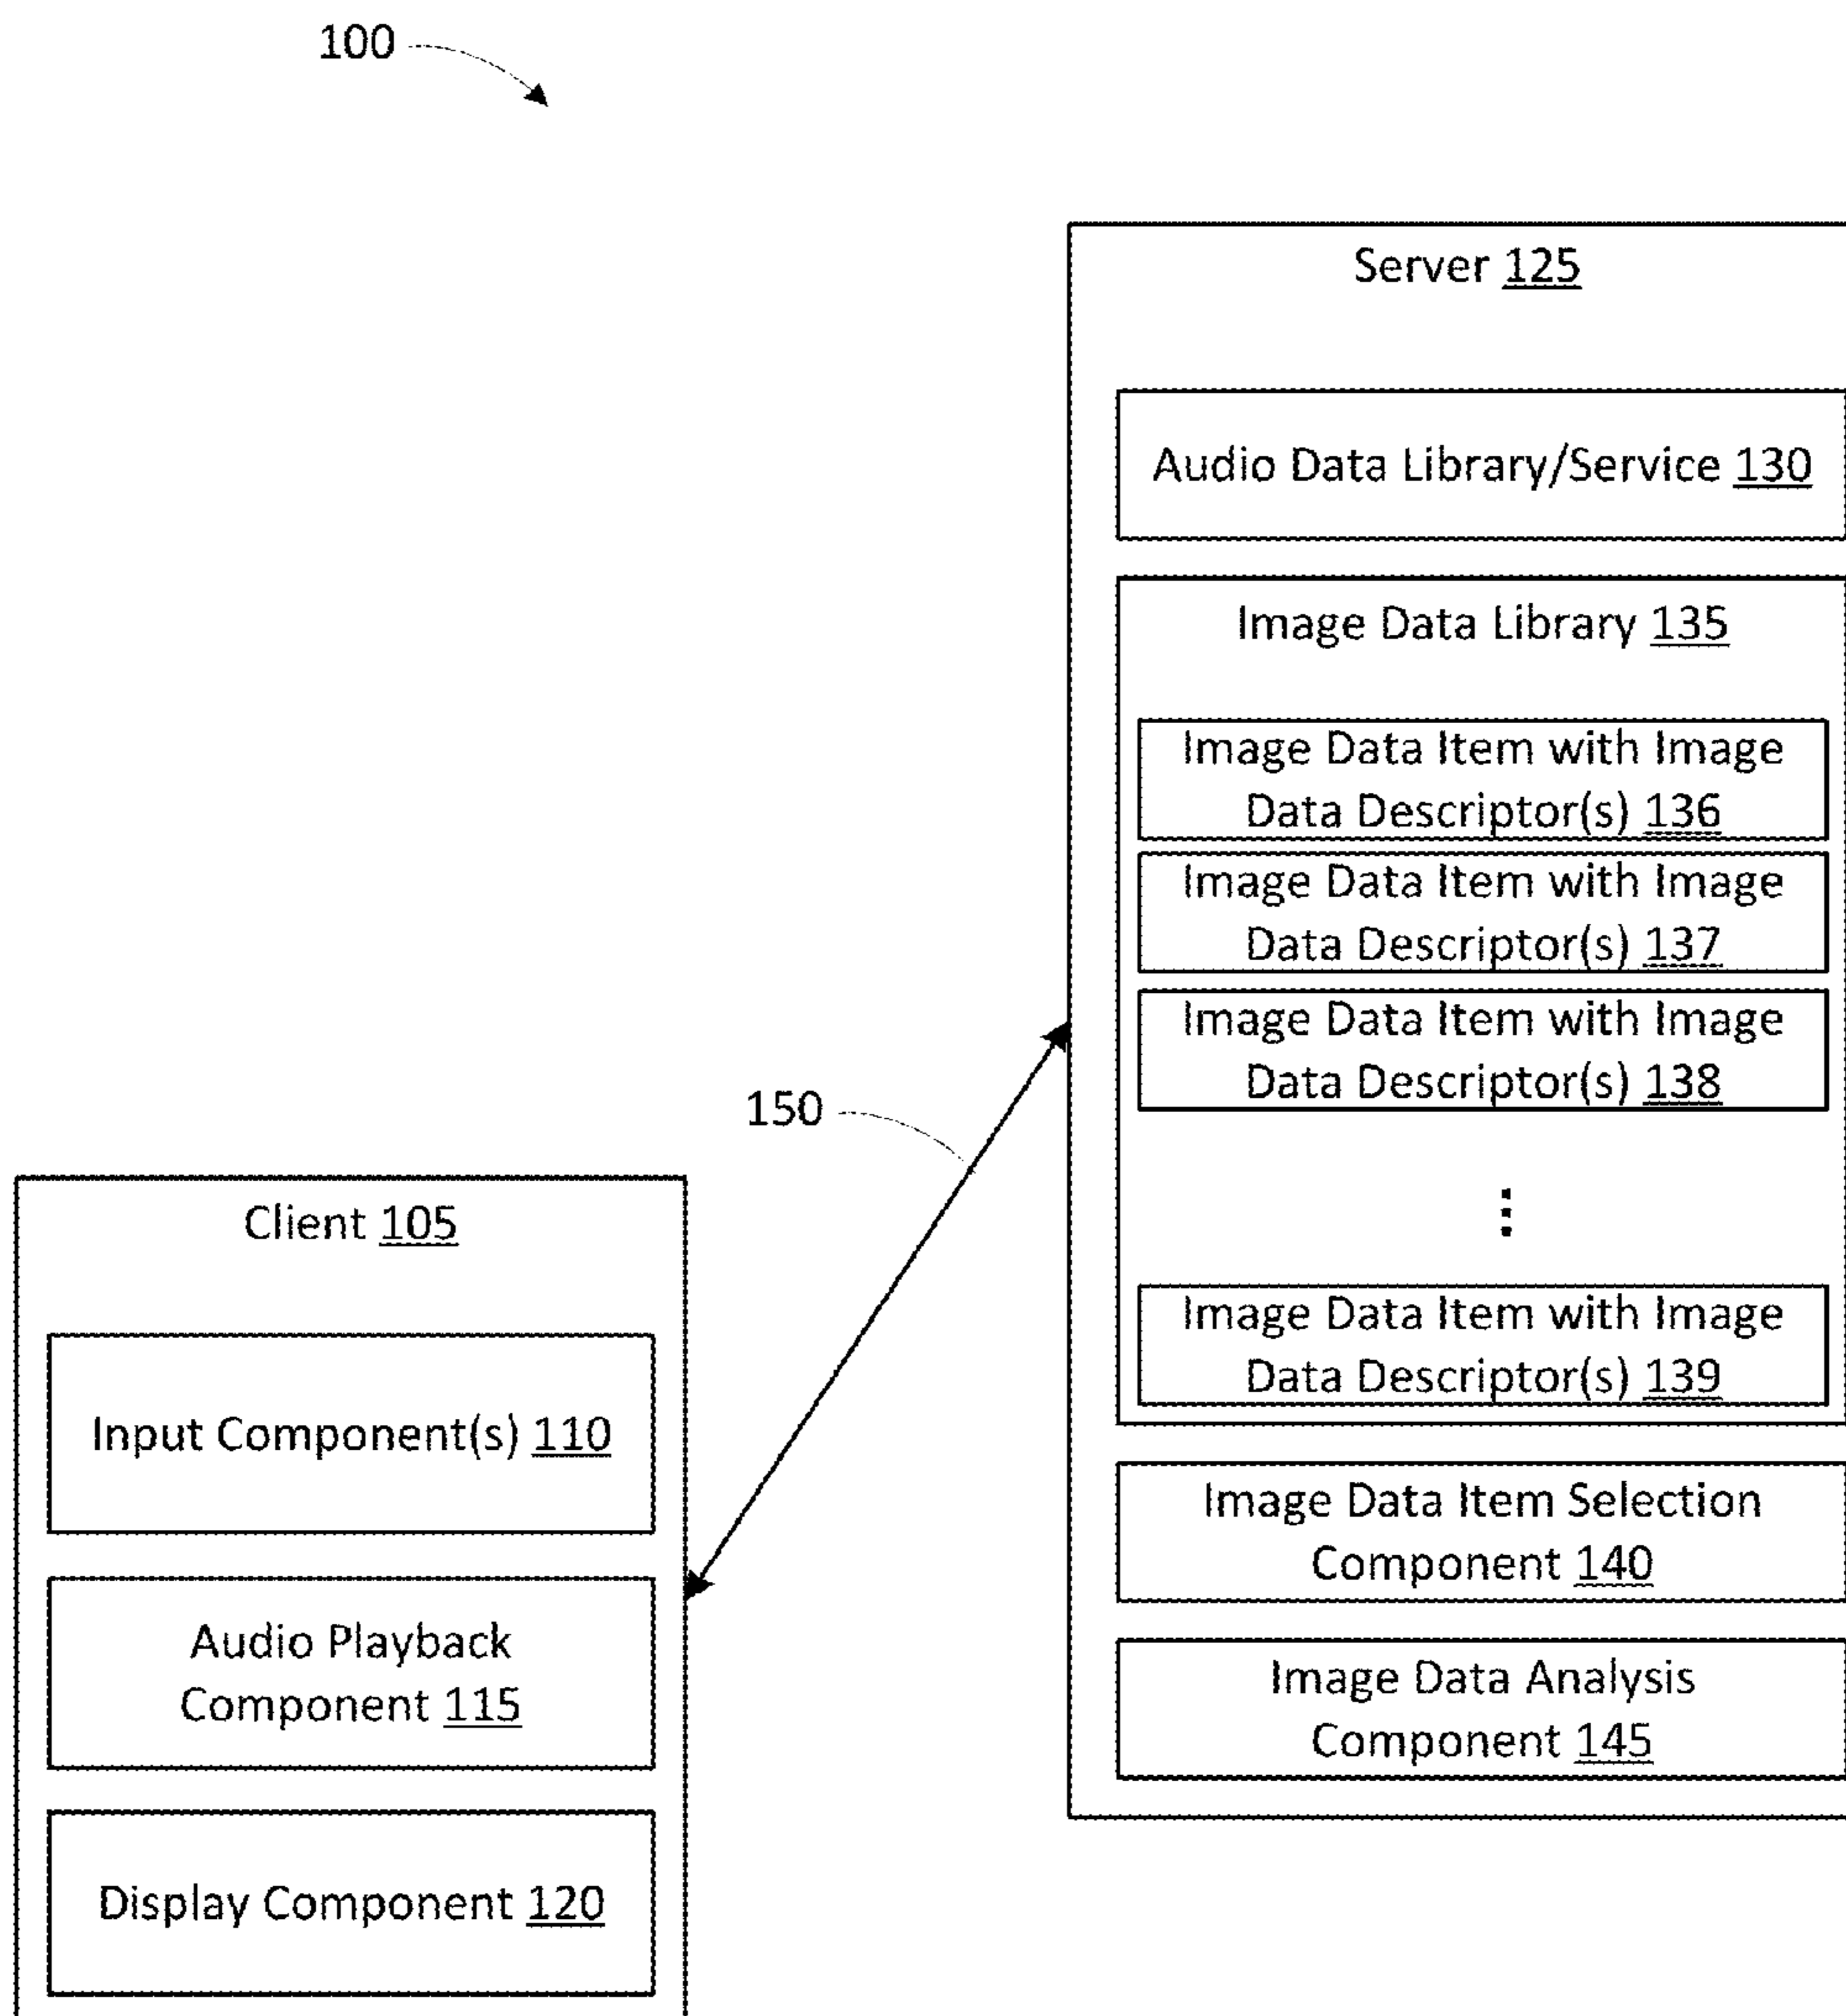 100
Server 125
Audio Data Library/Service 130
Image Data Library 135
Image Data Item with Image
Data Descriptor(s) 136
Image Data Item with Image
Data Descriptor(s) 137
Image Data Item with Image
Data Descriptor(s) 138
Image Data Item with Image
Data Descriptor(s) 139
Image Data Item Selection
Component 140
Image Data Analysis
Component 145
150
Client 105
Input Component(s) 110
Audio Playback
Component 115
Display Component 120